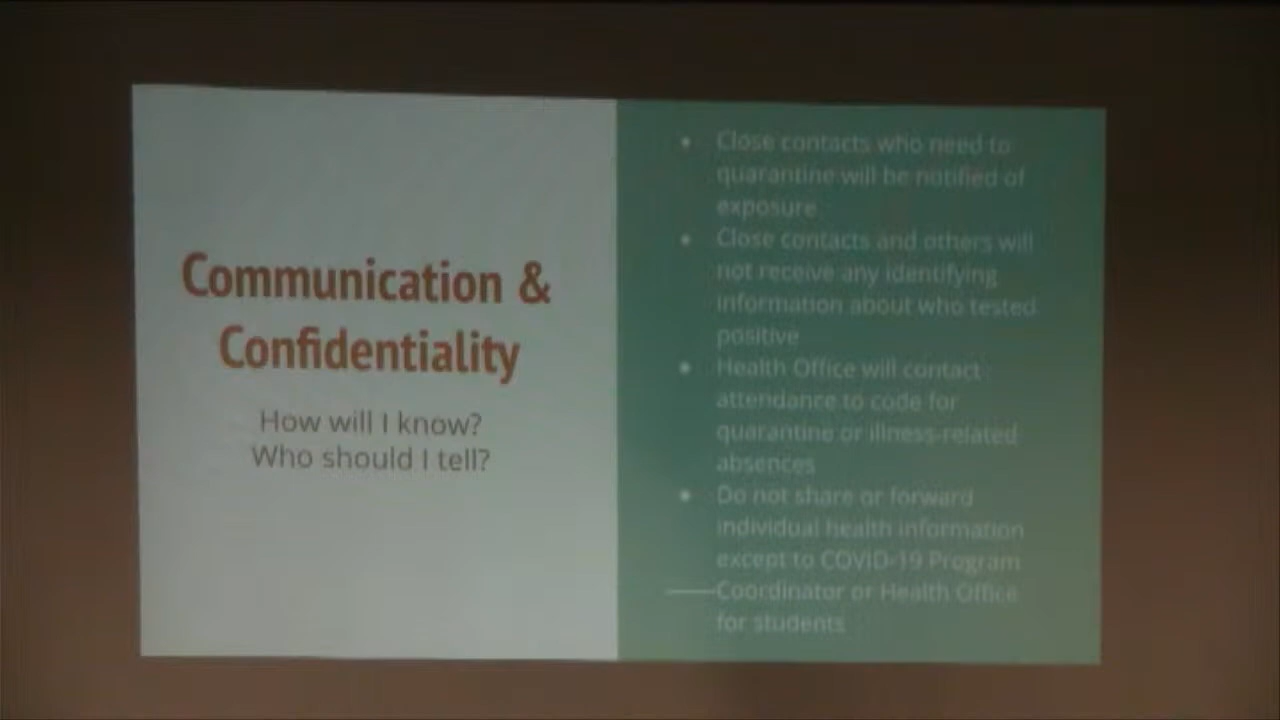 Communication &
Confidentiality
How will I know?
Who should I tell?
• Close contacts who need to
quarantine will be notified of
exposure
• Close contacts and others will
not receive any identifying
information about who tested
positive
• Health Office will contact
attendance to code for
quarantine or illness-related
absences
• Do not share or forward
individual health information
except to COVID-19 Program
Coordinator or Health Office
for students